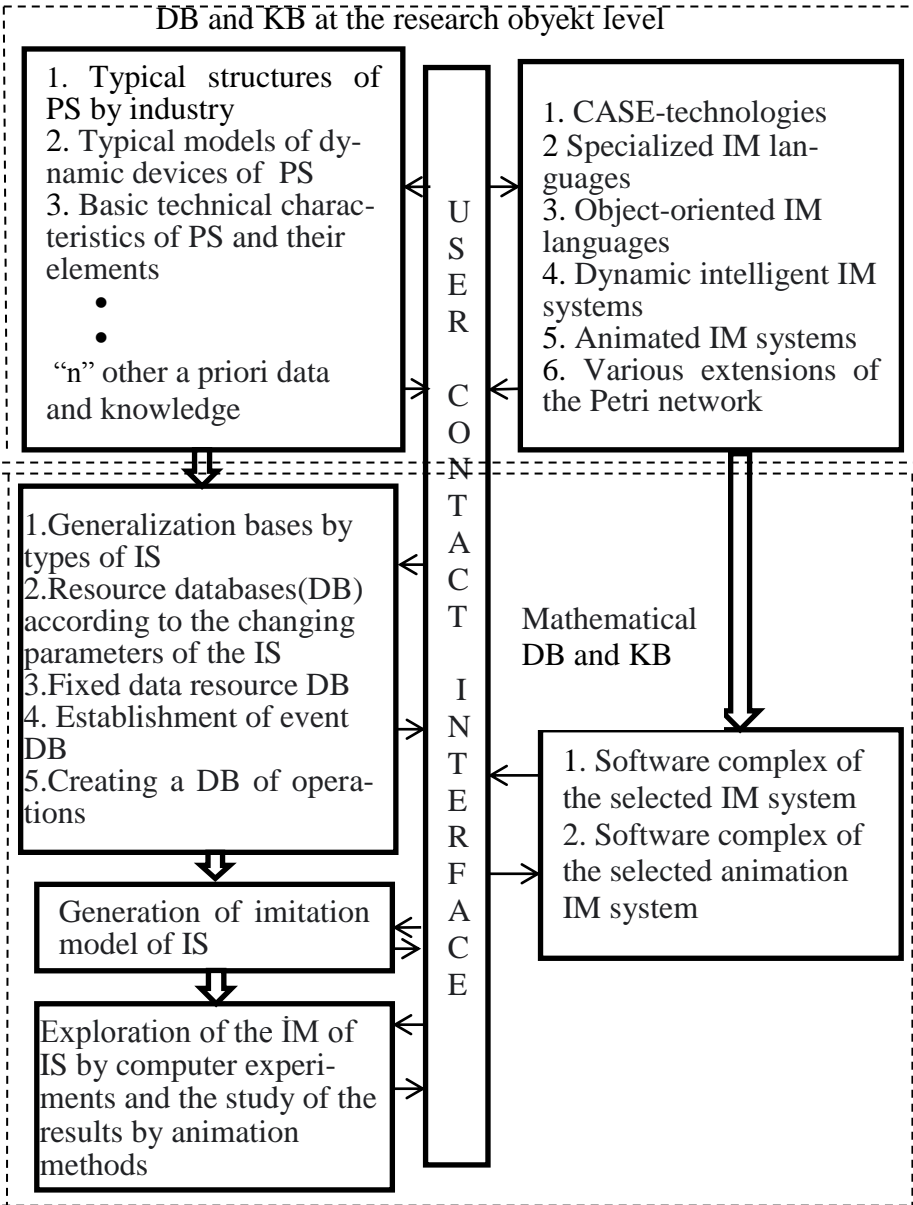 DB and KB at the research obyekt level
1. Typical structures of
PS by industry
2. Typical models of dy-
namic devices of PS
3. Basic technical charac-
teristics of PS and their
elements
•
•
“n” other a priori data
and knowledge
USER CONTACT INTERFACE
1. CASE-technologies
2 Specialized IM lan-
guages
3. Object-oriented IM
languages
4. Dynamic intelligent IM
systems
5. Animated IM systems
6. Various extensions of
the Petri network
1.Generalization bases by
types of IS
2.Resource databases(DB)
according to the changing
parameters of the IS
3.Fixed data resource DB
4. Establishment of event
DB
5.Creating a DB of opera-
tions
Mathematical
DB and KB
1. Software complex of
the selected IM system
2. Software complex of
the selected animation
IM system
Generation of imitation
model of IS
Exploration of the İM of
IS by computer experi-
ments and the study of the
results by animation
methods